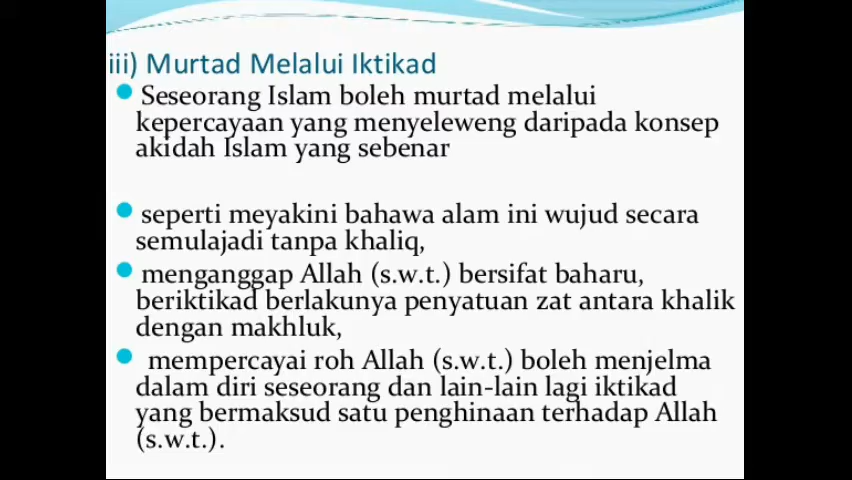 iii) Murtad Melalui Iktikad
Seseorang Islam boleh murtad melalui
kepercayaan yang menyeleweng daripada konsep
akidah Islam yang sebenar
seperti meyakini bahawa alam ini wujud secara
semulajadi tanpa khaliq,
menganggap Allah (s.w.t.) bersifat baharu,
beriktikad berlakunya penyatuan zat antara khalik
dengan makhluk,
mempercayai roh Allah (s.w.t.) boleh menjelma
dalam diri seseorang dan lain-lain lagi iktikad
yang bermaksud satu penghinaan terhadap Allah
(s.w.t.).